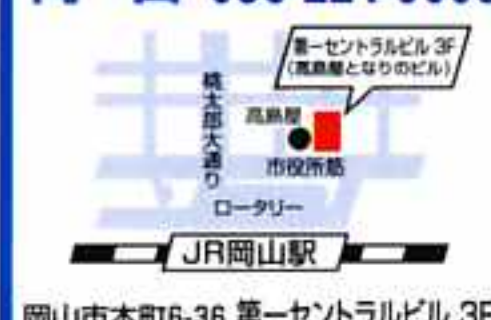 第一セントラルビル 3F
(高島屋となりのビル)
桃太郎大通り
高島屋
市役所筋
ロータリー
JR岡山駅
岡山市本町6-36 第一セントラルビル 3F